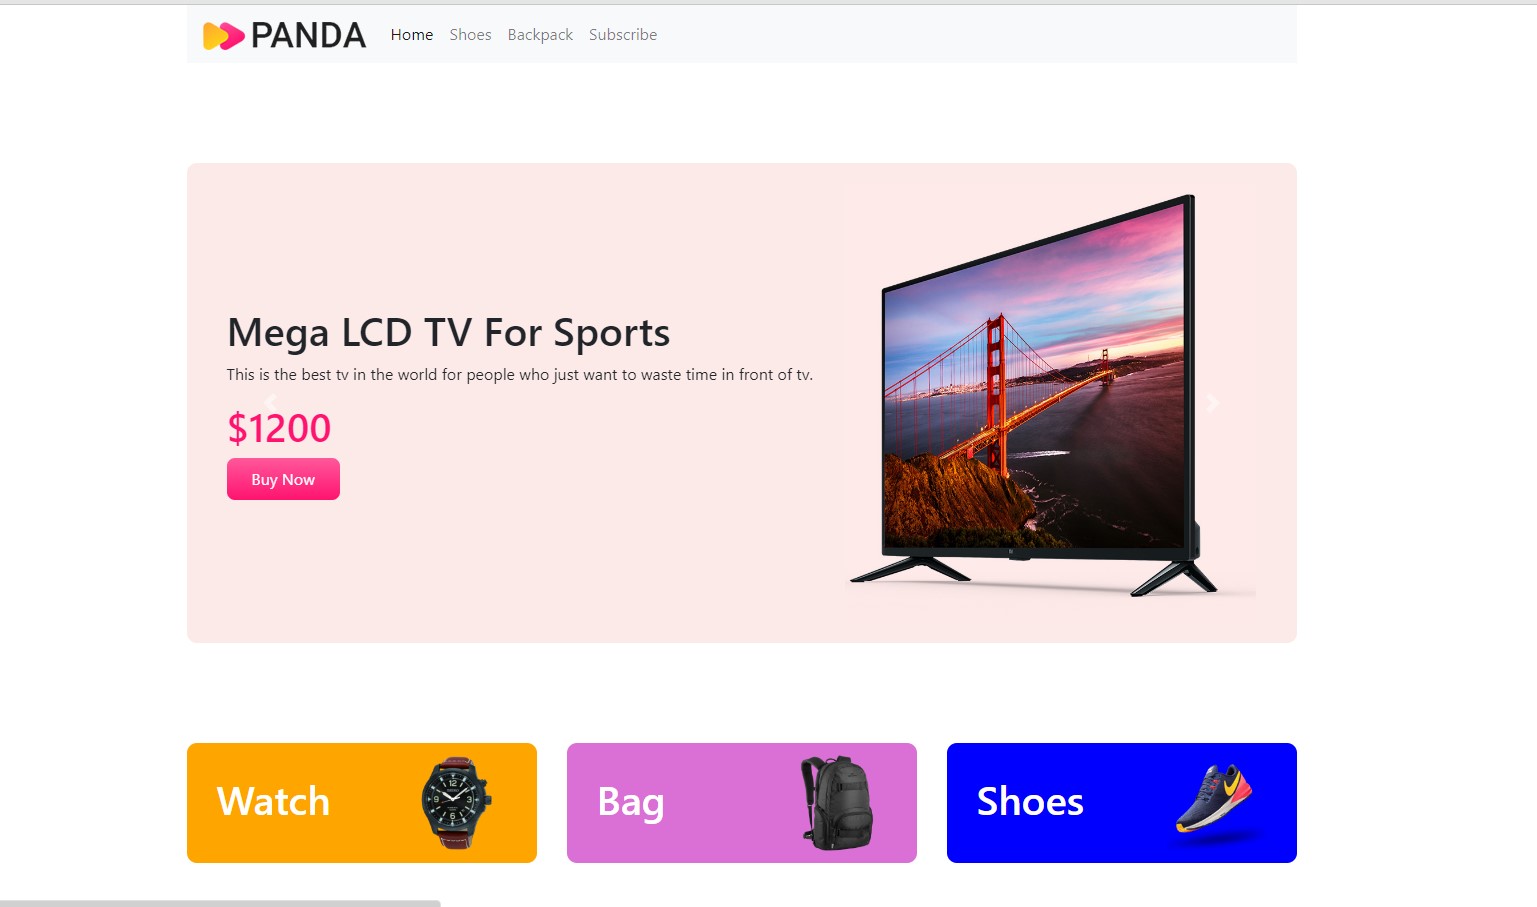 PANDA Home Shoes Backpack Subscribe
Mega LCD TV For Sports
This is the best tv in the world for people who just want to waste time in front of tv.
$1200
Buy Now
Watch
Bag
Shoes